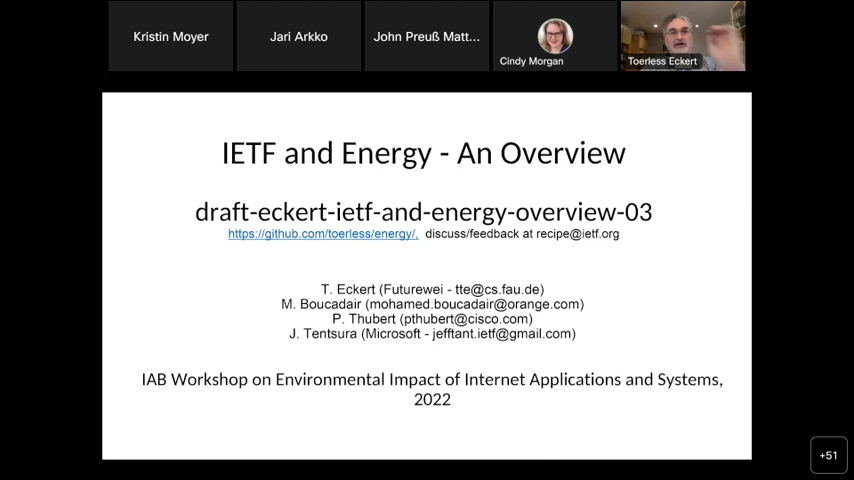 Kristin Moyer
Jari Arkko
John Preuß Matt...
Cindy Morgan
Toerless Eckert
IETF and Energy - An Overview
draft-eckert-ietf-and-energy-overview-03
https://github.com/toerless/energy/, discuss/feedback at recipe@ietf.org
T. Eckert (Futurewei - tte@cs.fau.de)
M. Boucadair (mohamed.boucadair@orange.com)
P. Thubert (pthubert@cisco.com)
J. Tentsura (Microsoft - jefftant.ietf@gmail.com)
IAB Workshop on Environmental Impact of Internet Applications and Systems,
2022
+51